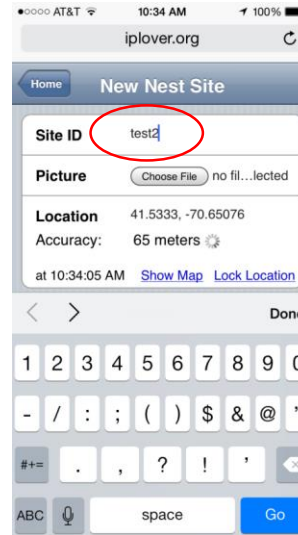 AT&T 10:34 AM 100%
iplover.org
Home New Nest Site
Site ID test2
Picture Choose File no fil...lected
Location 41.5333, -70.65076
Accuracy: 65 meters
at 10:34:05 AM Show Map Lock Location
Done
1 2 3 4 5 6 7 8 9 0
- / : ; ( ) $ & @ "
#+= . , ? ! '
ABC space Go